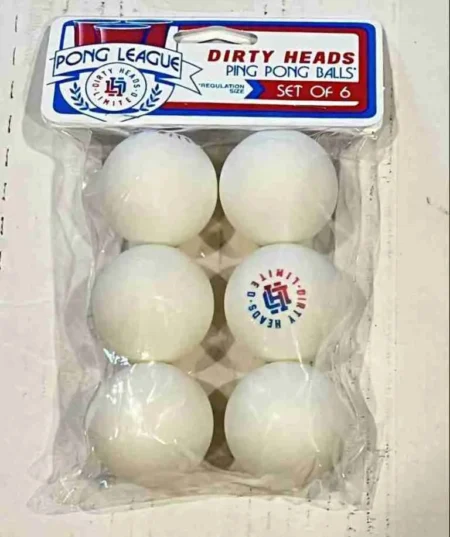 PONG LEAGUE
DIRTY HEADS
LIMITED
DIRTY HEADS
PING PONG BALLS*
*REGULATION
SIZE
SET OF 6
DIRTY HEADS
LIMITED